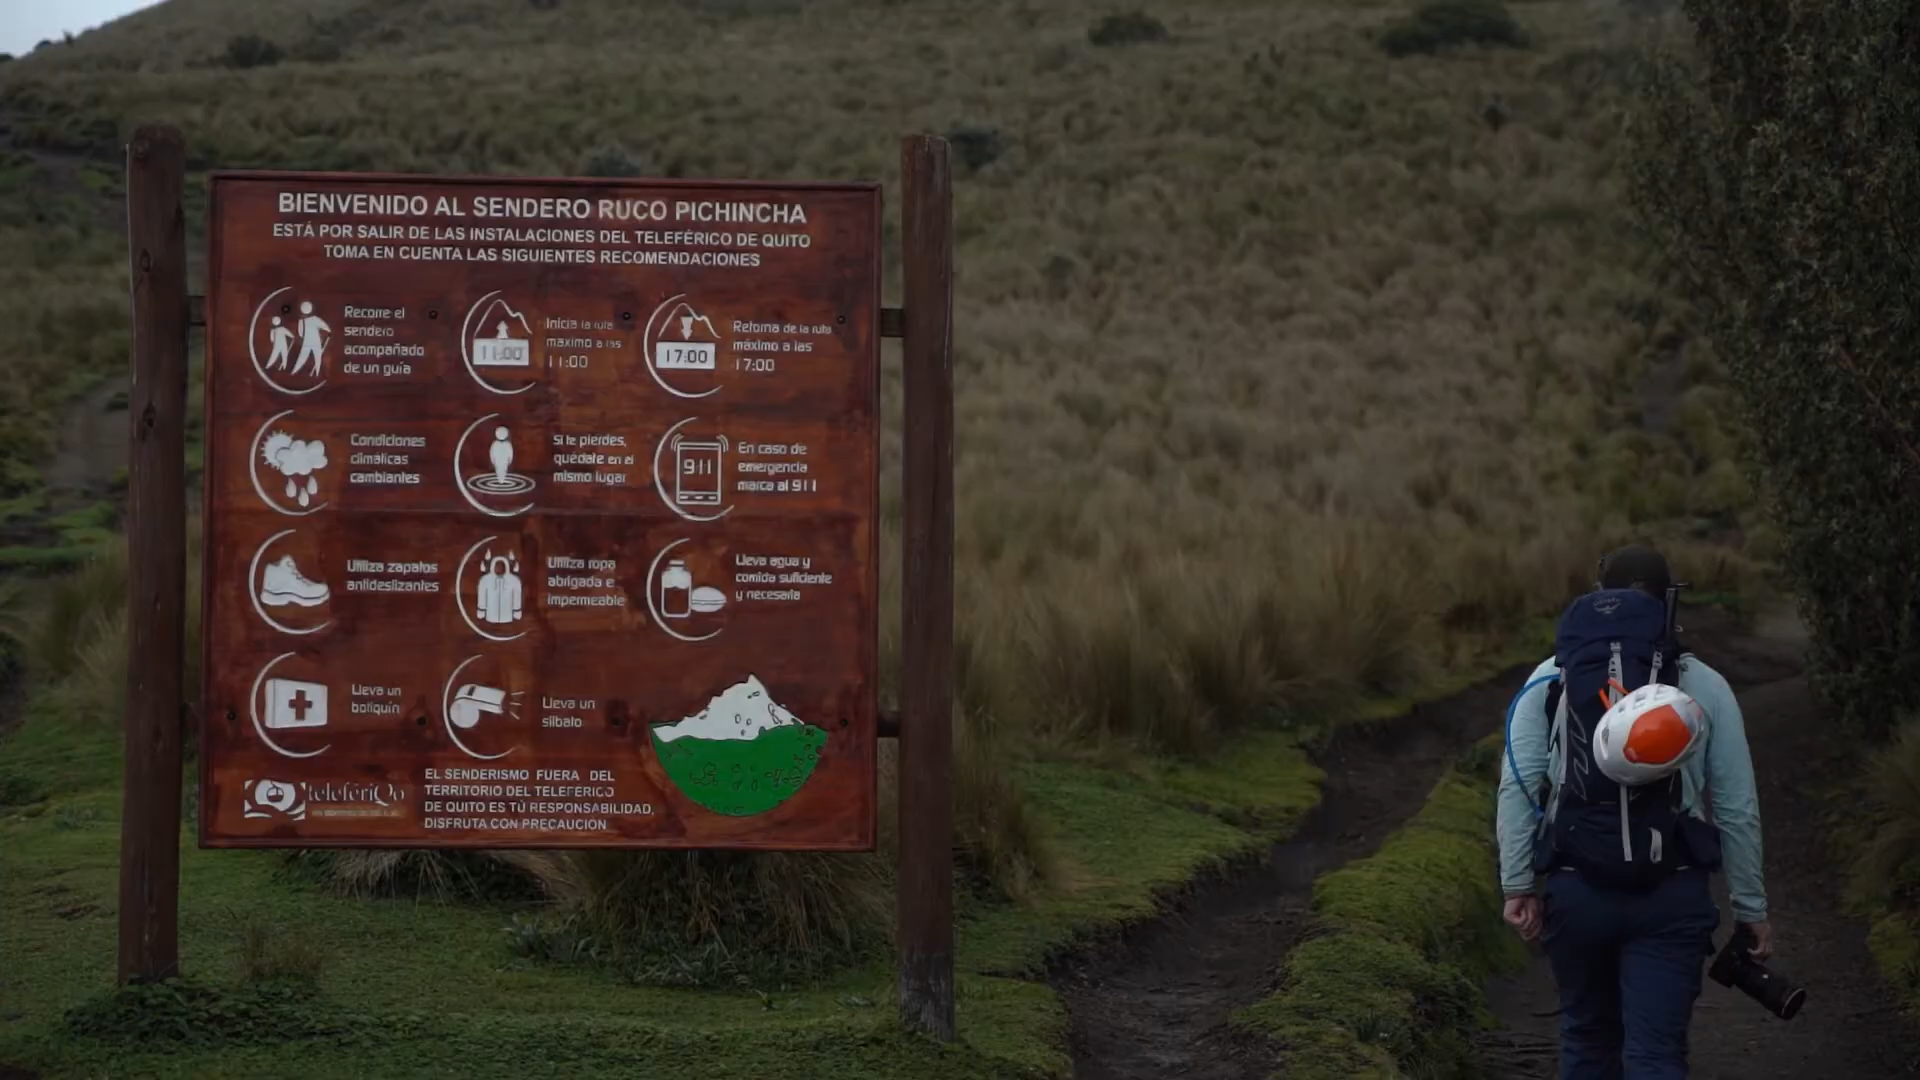 BIENVENIDO AL SENDERO RUCO PICHINCHA
ESTÁ POR SALIR DE LAS INSTALACIONES DEL TELEFÉRICO DE QUITO
TOMA EN CUENTA LAS SIGUIENTES RECOMENDACIONES
Recorre el
sendero
acompañado
de un guía
11:00
Inicia la ruta
máximo a las
11:00
17:00
Retorna de la ruta
máximo a las
17:00
Condiciones
climáticas
cambiantes
Si te pierdes,
quédate en el
mismo lugar
911
En caso de
emergencia
marca al 911
Utiliza zapatos
antideslizantes
Utiliza ropa
abrigada e
impermeable
Lleva agua y
comida suficiente
y necesaria
Lleva un
botiquín
Lleva un
silbato
teleferiQo
EL SENDERISMO FUERA DEL
TERRITORIO DEL TELEFÉRICO
DE QUITO ES TÚ RESPONSABILIDAD,
DISFRUTA CON PRECAUCIÓN